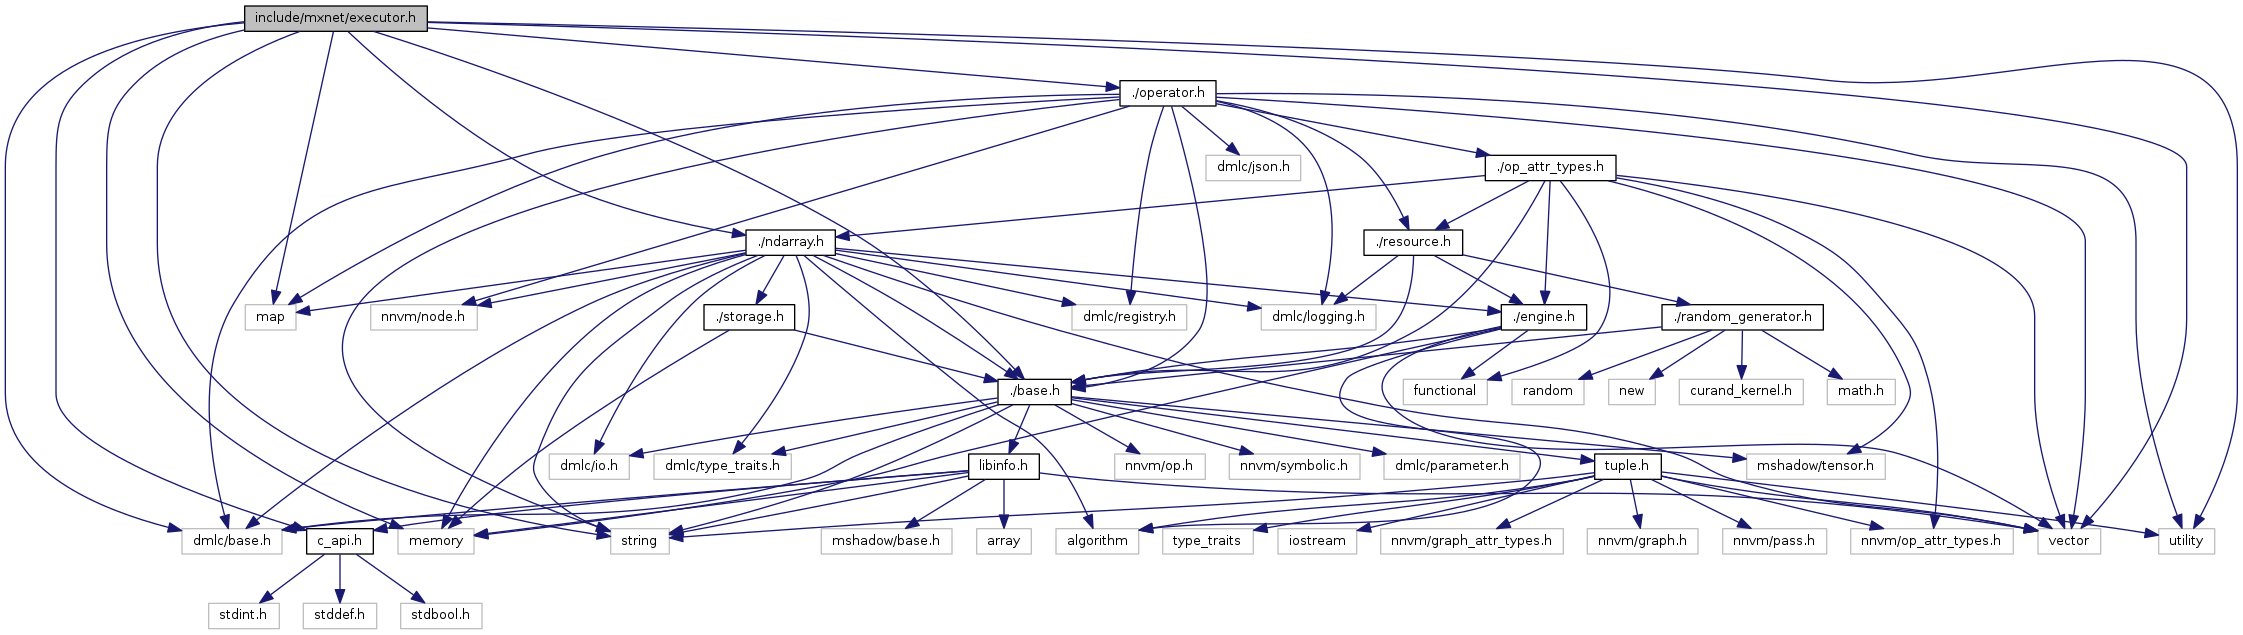 include/mxnet/executor.h
./operator.h
dmlc/json.h
./op_attr_types.h
./ndarray.h
./resource.h
map
nnvm/node.h
./storage.h
dmlc/registry.h
dmlc/logging.h
./engine.h
./random_generator.h
./base.h
functional
random
new
curand_kernel.h
math.h
dmlc/io.h
dmlc/type_traits.h
libinfo.h
nnvm/op.h
nnvm/symbolic.h
dmlc/parameter.h
tuple.h
mshadow/tensor.h
dmlc/base.h
c_api.h
memory
string
mshadow/base.h
array
algorithm
type_traits
iostream
nnvm/graph_attr_types.h
nnvm/graph.h
nnvm/pass.h
nnvm/op_attr_types.h
vector
utility
stdint.h
stddef.h
stdbool.h